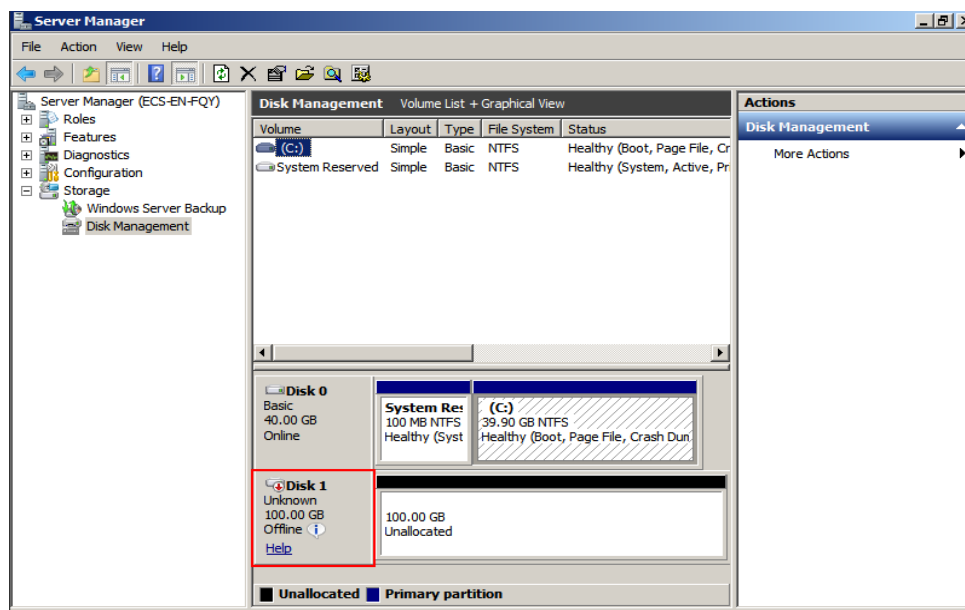 Server Manager
File Action View Help
Server Manager (ECS-EN-FQY)
Roles
Features
Diagnostics
Configuration
Storage
Windows Server Backup
Disk Management
Disk Management Volume List + Graphical View
Volume Layout Type File System Status
(C:) Simple Basic NTFS Healthy (Boot, Page File, Cr
System Reserved Simple Basic NTFS Healthy (System, Active, Pri
Disk 0
Basic
40.00 GB
Online
System Res
100 MB NTFS
Healthy (Syst
(C:)
39.90 GB NTFS
Healthy (Boot, Page File, Crash Dum
Disk 1
Unknown
100.00 GB
Offline
Help
100.00 GB
Unallocated
Unallocated Primary partition
Actions
Disk Management
More Actions